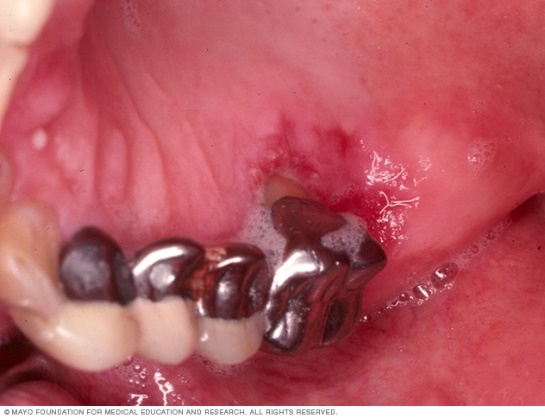 © MAYO FOUNDATION FOR MEDICAL EDUCATION AND RESEARCH. ALL RIGHTS RESERVED.